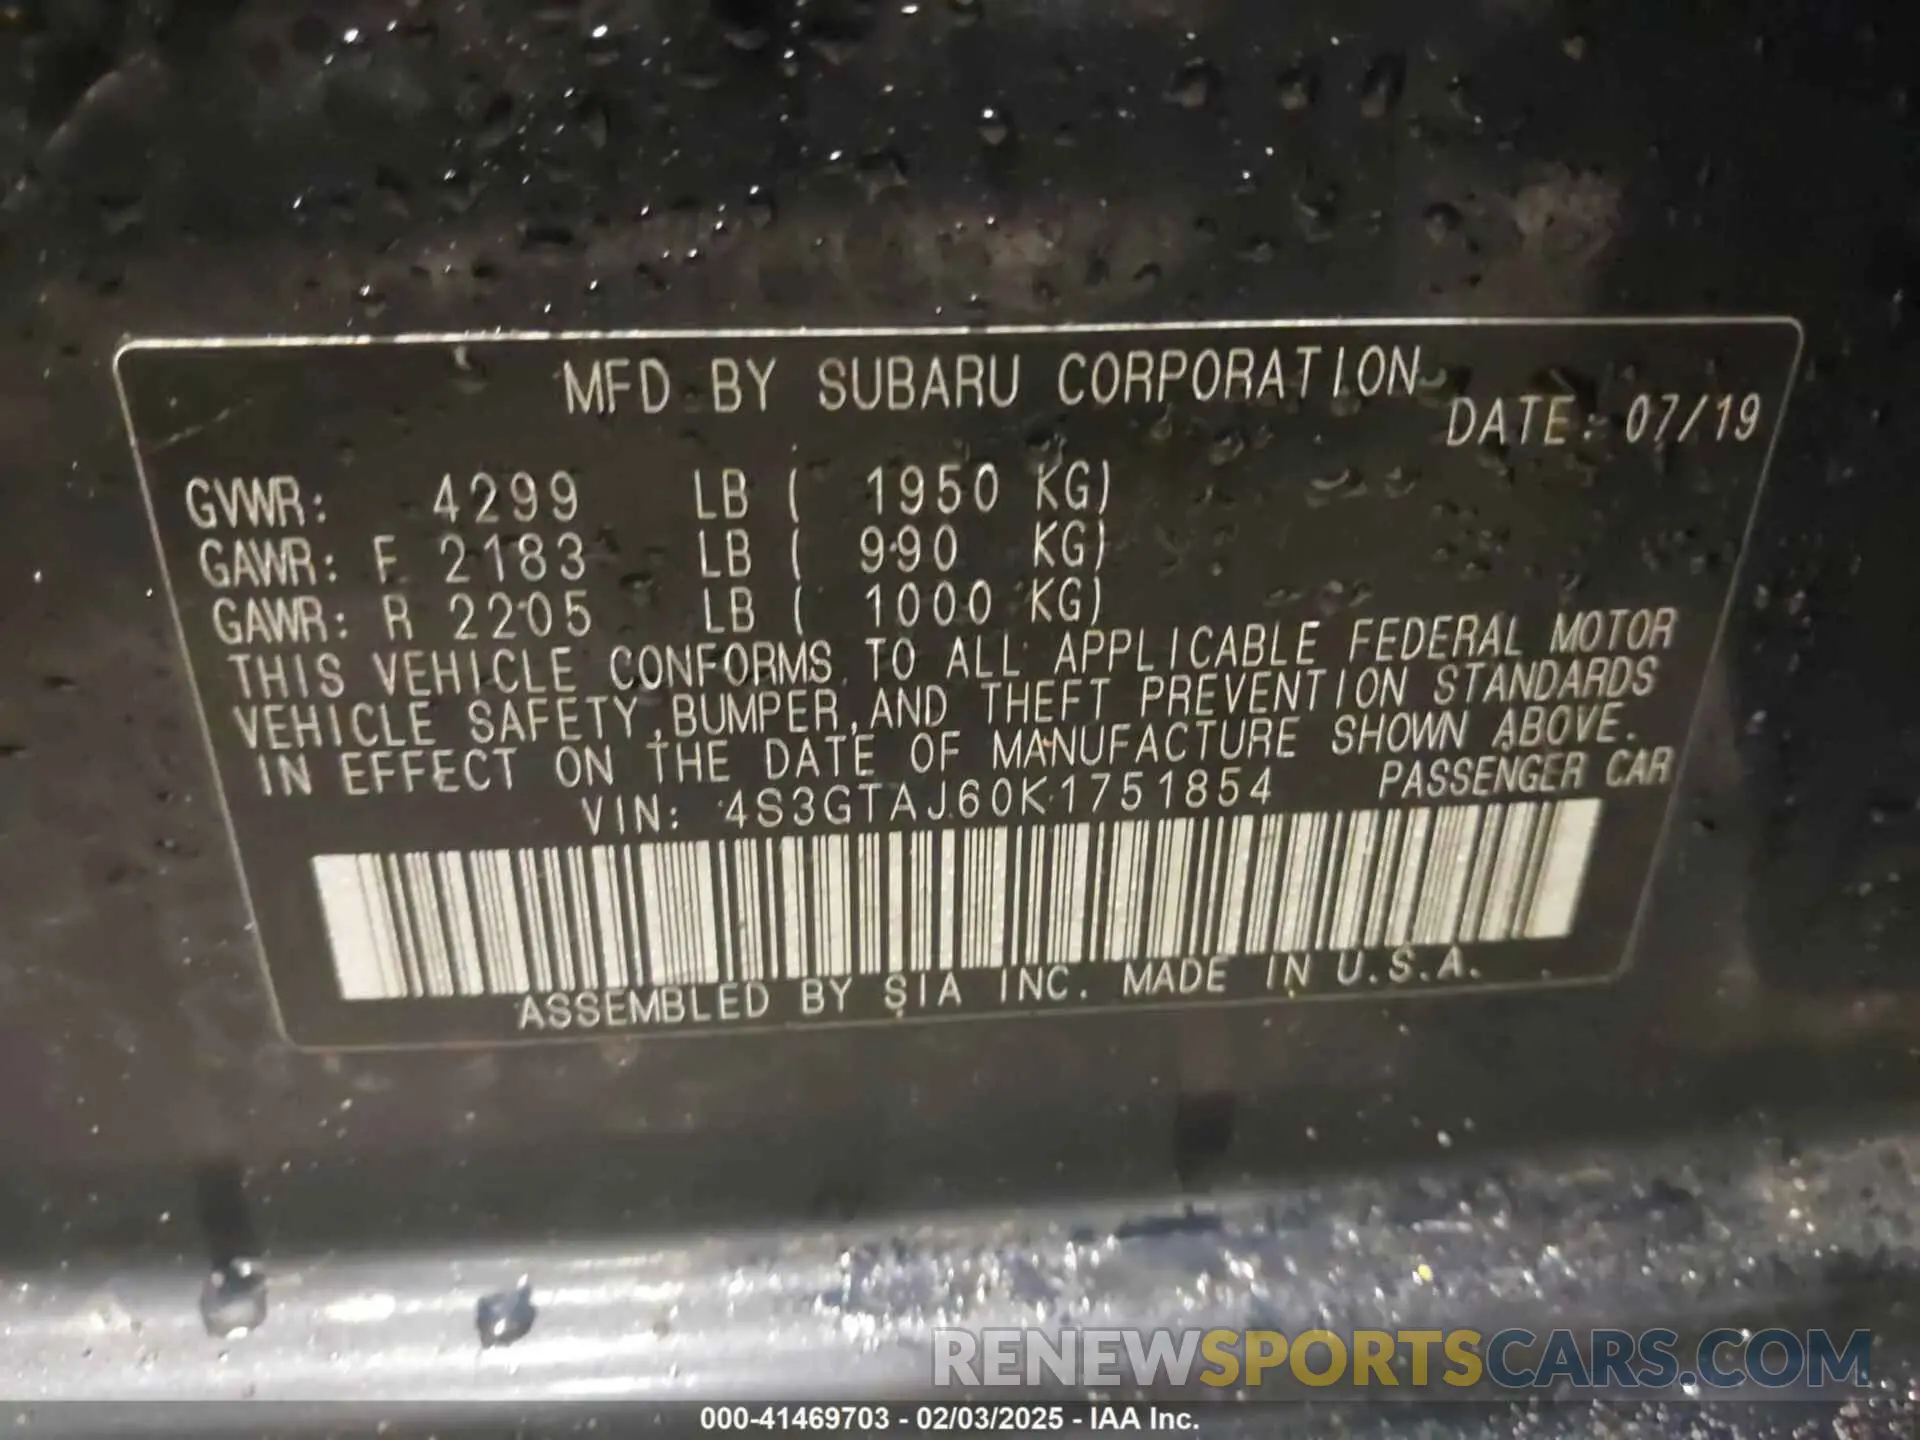 MFD BY SUBARU CORPORATION
DATE: 07/19
GVWR: 4299 LB ( 1950 KG)
GAWR: F 2183 LB ( 990 KG)
GAWR: R 2205 LB ( 1000 KG)
THIS VEHICLE CONFORMS TO ALL APPLICABLE FEDERAL MOTOR
VEHICLE SAFETY, BUMPER, AND THEFT PREVENTION STANDARDS
IN EFFECT ON THE DATE OF MANUFACTURE SHOWN ABOVE.
VIN: 4S3GTAJ60K1751854 PASSENGER CAR
ASSEMBLED BY SIA INC. MADE IN U.S.A.
RENEWSPORTSCARS.COM
000-41469703 - 02/03/2025 - IAA Inc.